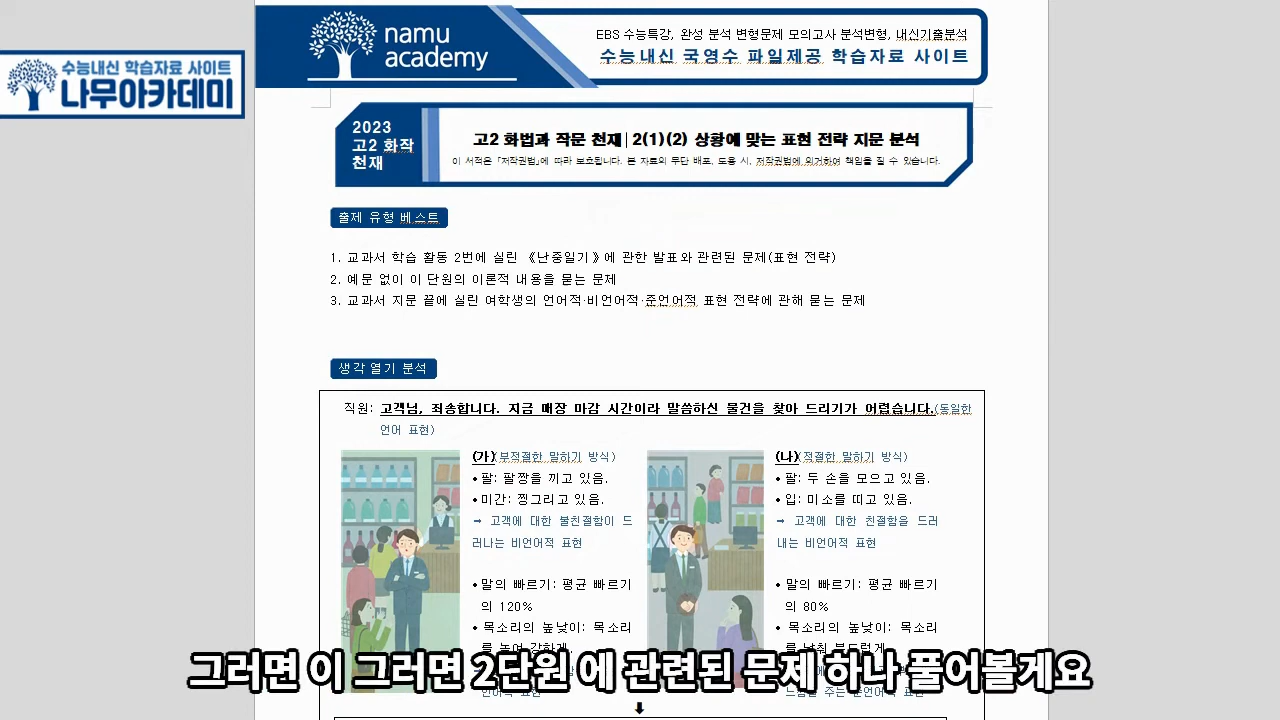 수능내신 학습자료 사이트
나무아카데미
namu
academy
EBS 수능특강, 완성 분석 변형문제 모의고사 분석변형, 내신기출분석
수능내신 국영수 파일제공 학습자료 사이트
2023
고2 화작
천재
고2 화법과 작문 천재 | 2(1)(2) 상황에 맞는 표현 전략 지문 분석
이 서적은 「저작권법」에 따라 보호됩니다. 본 자료의 무단 배포, 도용 시, 저작권법에 의거하여 책임을 질 수 있습니다.
출제 유형 베스트
1. 교과서 학습 활동 2번에 실린 《난중일기》에 관한 발표와 관련된 문제(표현 전략)
2. 예문 없이 이 단원의 이론적 내용을 묻는 문제
3. 교과서 지문 끝에 실린 여학생의 언어적·비언어적·준언어적 표현 전략에 관해 묻는 문제
생각 열기 분석
직원: 고객님, 죄송합니다. 지금 매장 마감 시간이라 말씀하신 물건을 찾아 드리기가 어렵습니다.(동일한
언어 표현)
(가)(부적절한 말하기 방식)
• 팔: 팔짱을 끼고 있음.
• 미간: 찡그리고 있음.
→ 고객에 대한 불친절함이 드
러나는 비언어적 표현
• 말의 빠르기: 평균 빠르기
의 120%
• 목소리의 높낮이: 목소리
(나)(적절한 말하기 방식)
• 팔: 두 손을 모으고 있음.
• 입: 미소를 띠고 있음.
→ 고객에 대한 친절함을 드러
내는 비언어적 표현
• 말의 빠르기: 평균 빠르기
의 80%
• 목소리의 높낮이: 목소리
그러면 이 그러면 2단원 에 관련된 문제 하나 풀어볼게요